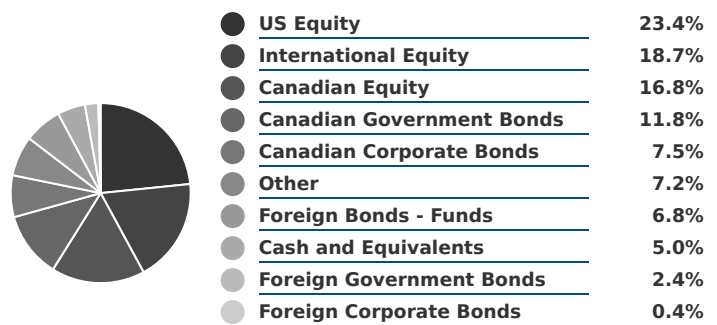 US Equity 23.4%
International Equity 18.7%
Canadian Equity 16.8%
Canadian Government Bonds 11.8%
Canadian Corporate Bonds 7.5%
Other 7.2%
Foreign Bonds - Funds 6.8%
Cash and Equivalents 5.0%
Foreign Government Bonds 2.4%
Foreign Corporate Bonds 0.4%